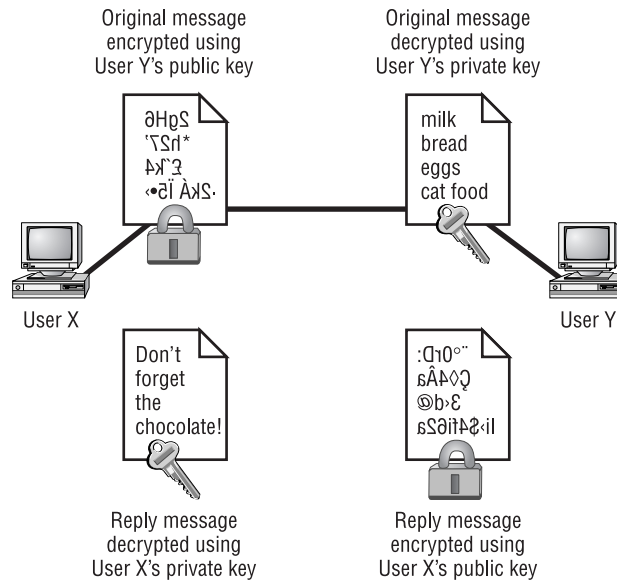 Original message
encrypted using
User Y's public key
Original message
decrypted using
User Y's private key
milk
bread
eggs
cat food
User X
User Y
Don't
forget
the
chocolate!
Reply message
decrypted using
User X's private key
Reply message
encrypted using
User X's public key